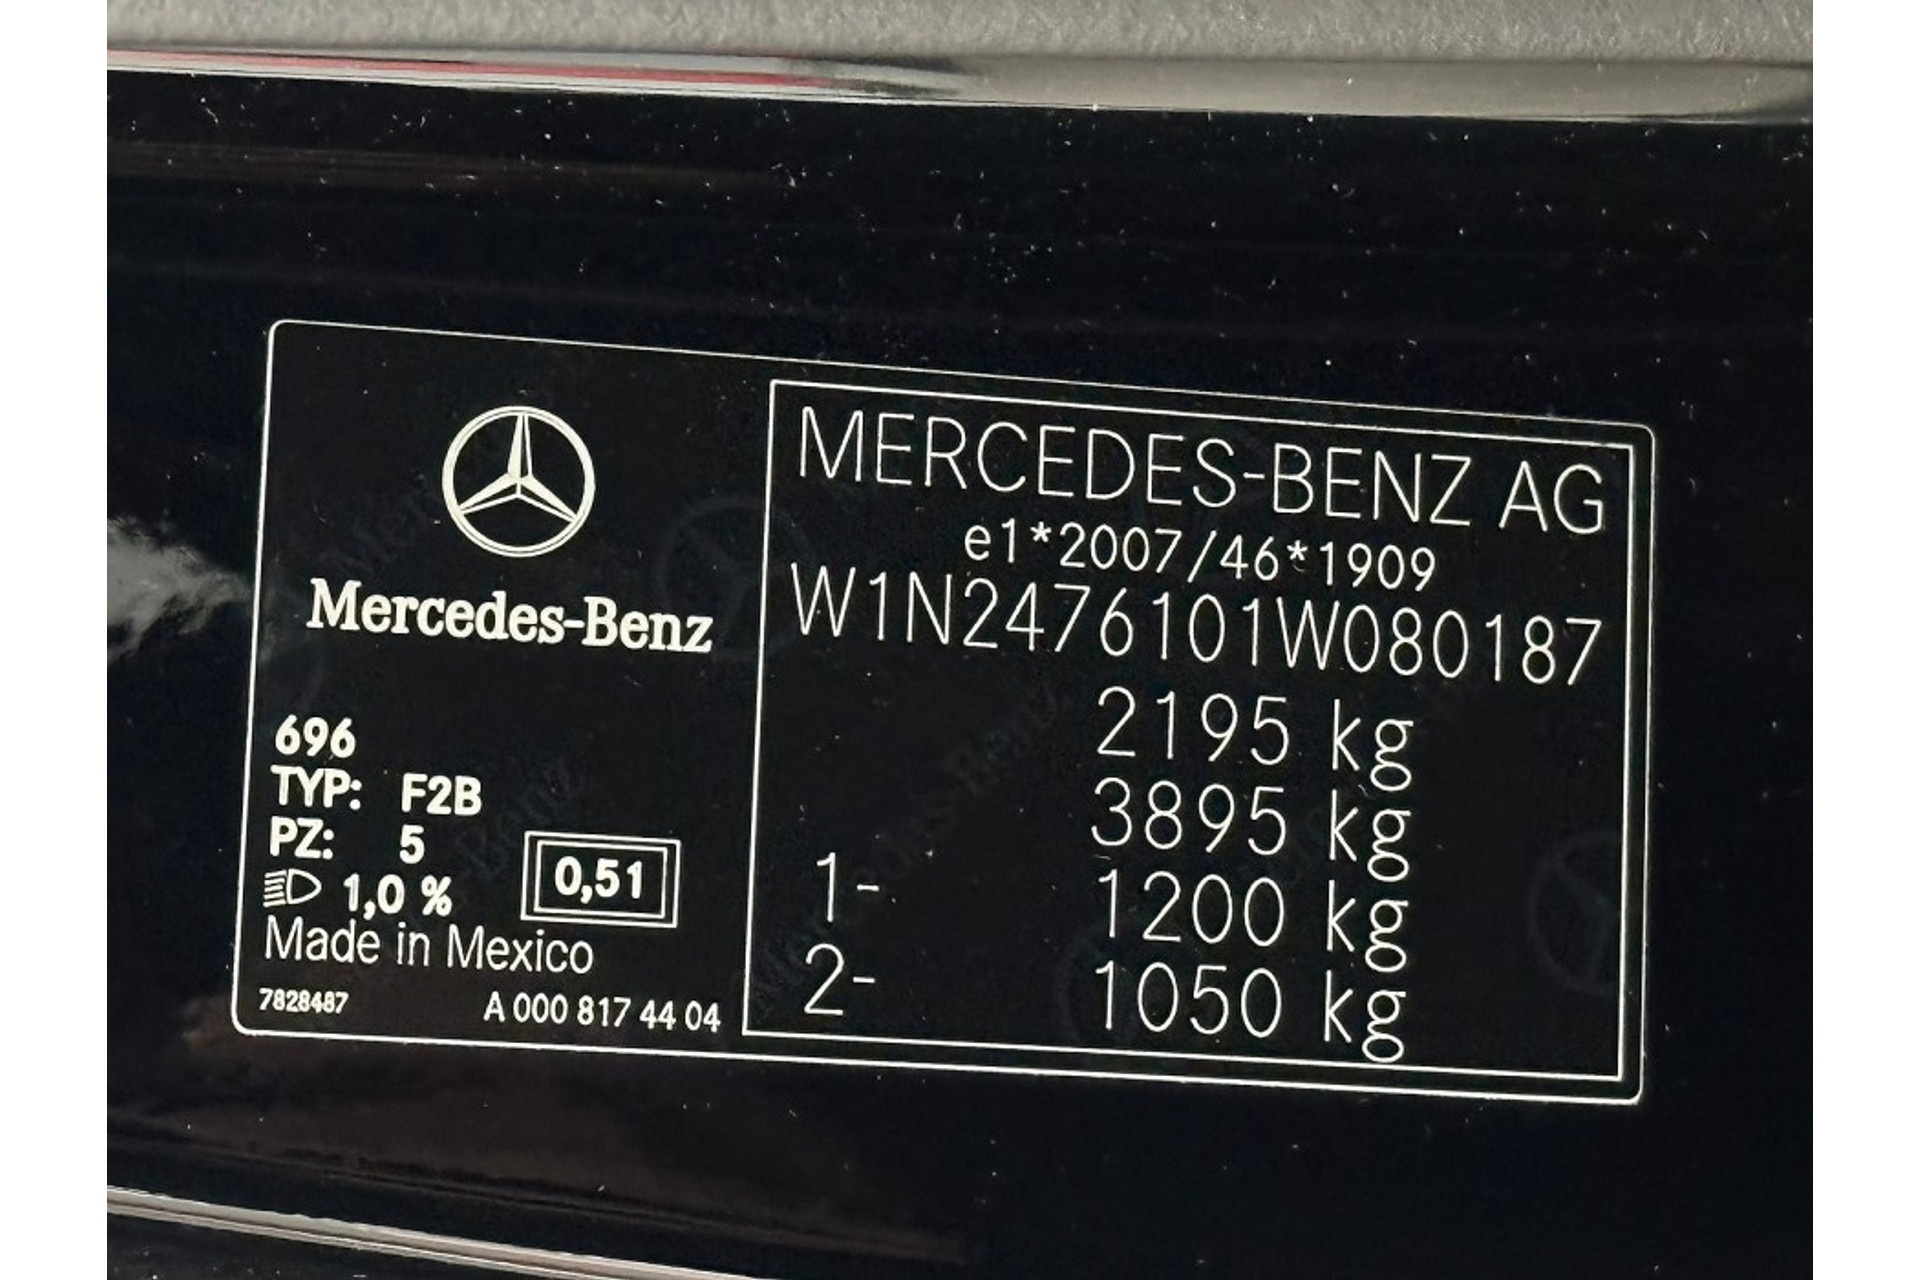 Mercedes-Benz
696
TYP: F2B
PZ: 5
1,0 %
0,51
Made in Mexico
7828487 A 000 817 44 04
MERCEDES-BENZ AG
e1*2007/46*1909
W1N2476101W080187
2195 kg
3895 kg
1- 1200 kg
2- 1050 kg